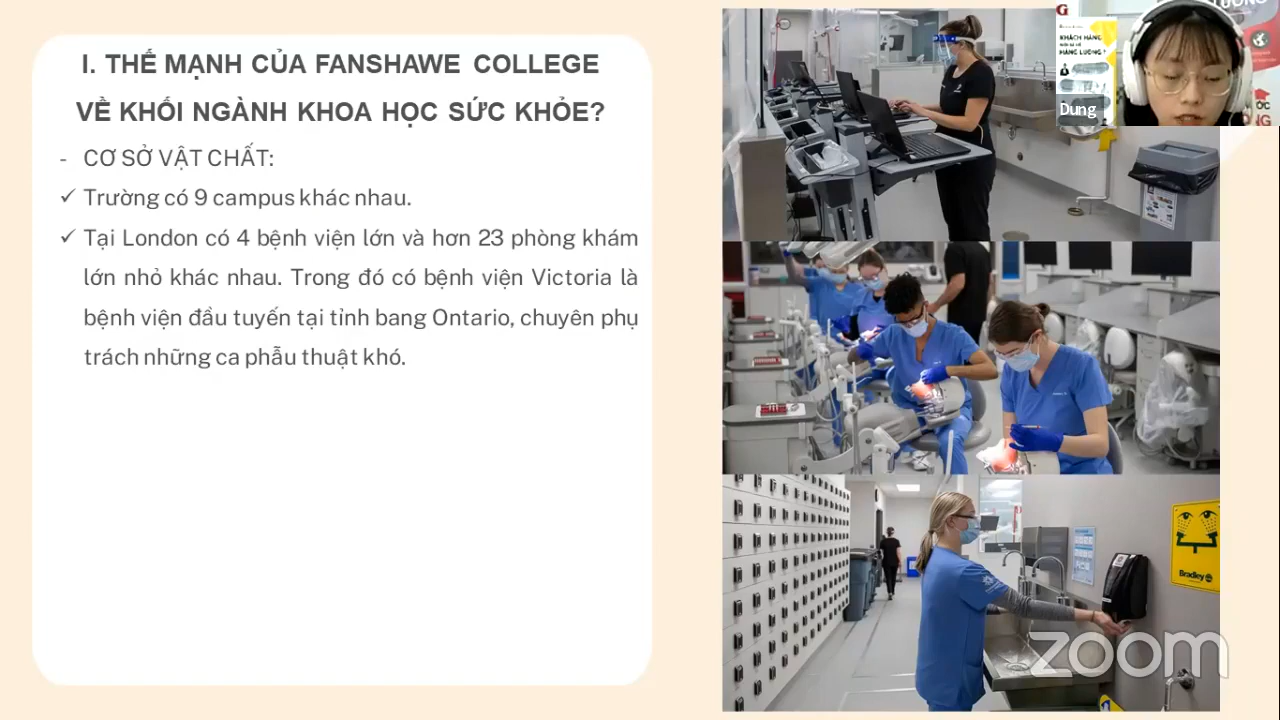 I. THẾ MẠNH CỦA FANSHAWE COLLEGE
VỀ KHỐI NGÀNH KHOA HỌC SỨC KHỎE?
- CƠ SỞ VẬT CHẤT:
✓ Trường có 9 campus khác nhau.
✓ Tại London có 4 bệnh viện lớn và hơn 23 phòng khám
lớn nhỏ khác nhau. Trong đó có bệnh viện Victoria là
bệnh viện đầu tuyến tại tỉnh bang Ontario, chuyên phụ
trách những ca phẫu thuật khó.
KHÁCH HÀNG
Dung
Bradley
zoom